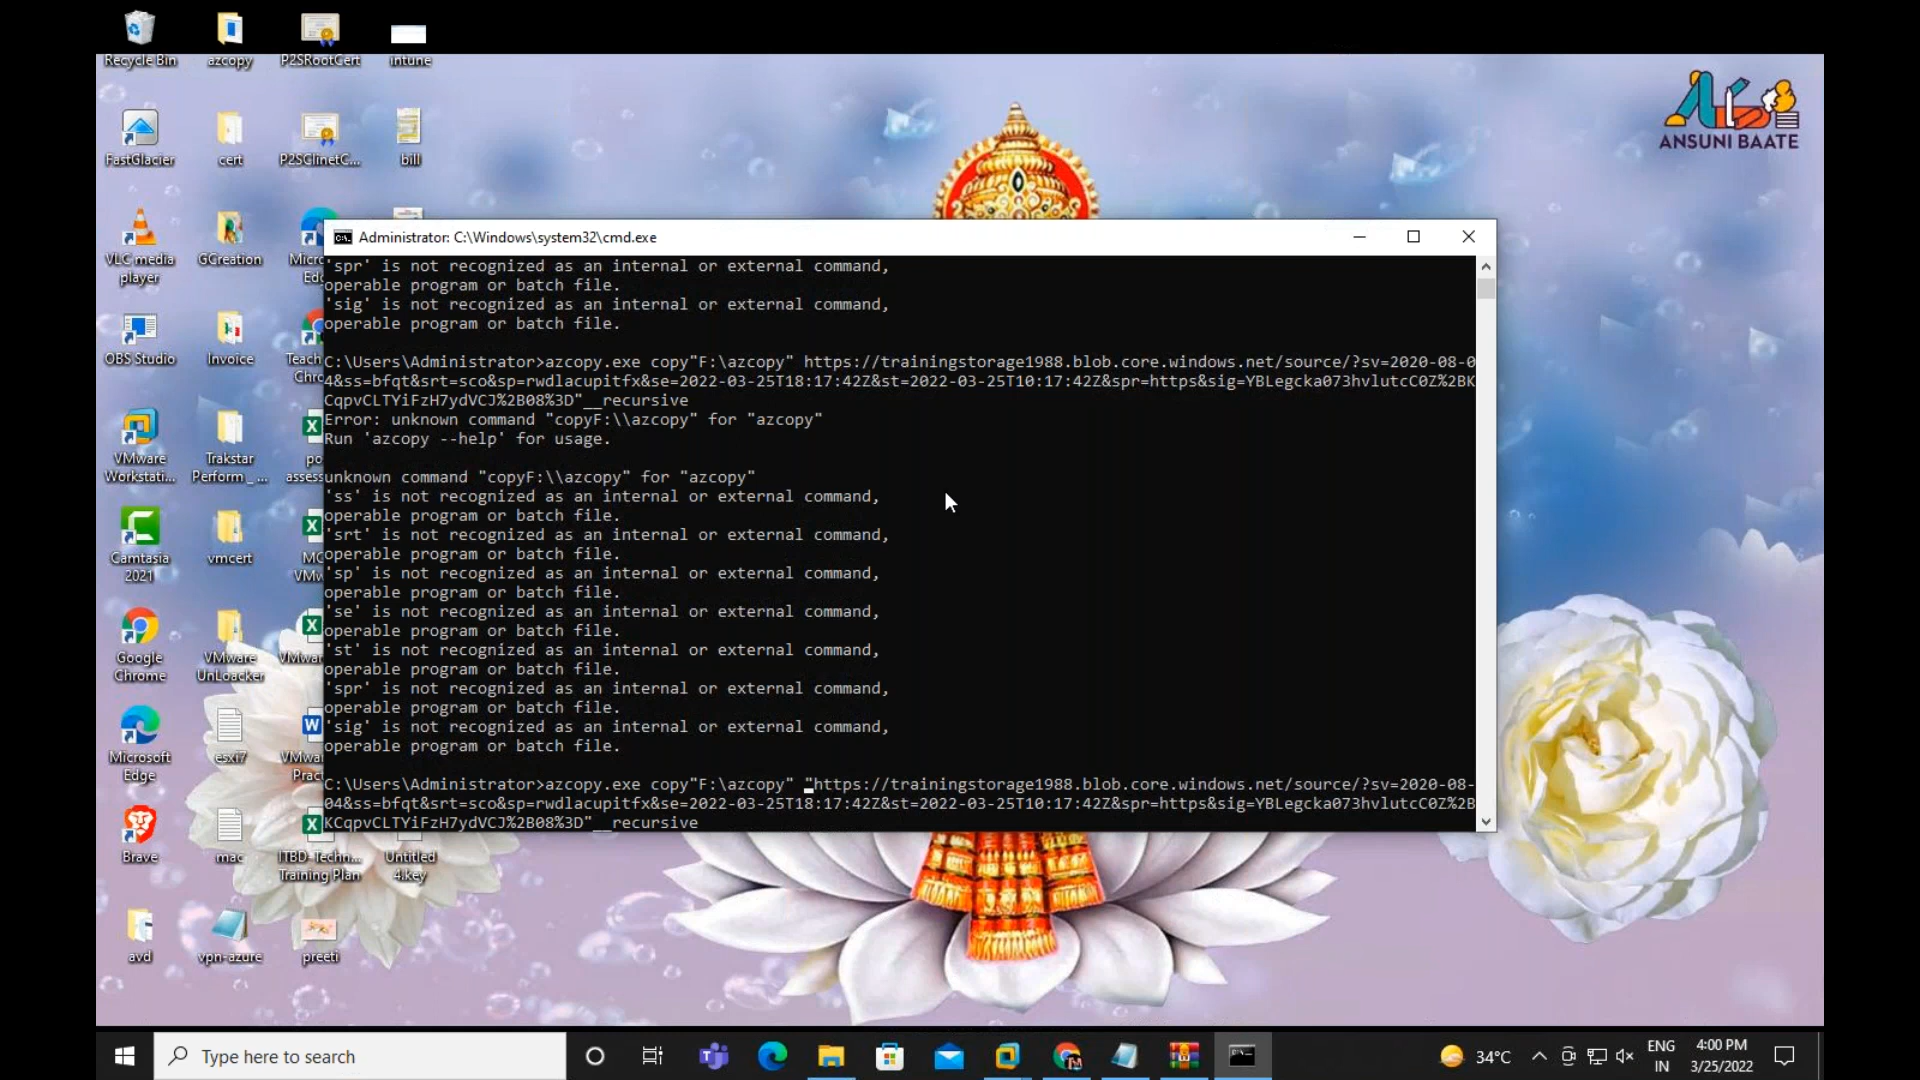 Recycle Bin
azcopy
P2SRootCert
intune
ANSUNI BAATE
FastGlacier
cert
P2SClinetC...
bill
VLC media
player
GCreation
Micro
Edg
OBS Studio
Invoice
Teach
Chro
VMware
Workstati...
Trakstar
Perform_ ...
po
assess
Camtasia
2021
vmcert
MC
VMw
Google
Chrome
VMware
UnLoacker
VMwar
Microsoft
Edge
esxi7
VMwa
Pract
Brave
mac
ITBD-Techn...
Training Plan
Untitled
4.key
avd
vpn-azure
preeti
Administrator: C:\Windows\system32\cmd.exe
'spr' is not recognized as an internal or external command,
operable program or batch file.
'sig' is not recognized as an internal or external command,
operable program or batch file.
C:\Users\Administrator>azcopy.exe copy"F:\azcopy" https://trainingstorage1988.blob.core.windows.net/source/?sv=2020-08-0
4&ss=bfqt&srt=sco&sp=rwdlacupitfx&se=2022-03-25T18:17:42Z&st=2022-03-25T10:17:42Z&spr=https&sig=YBLegcka073hvlutcC0Z%2BK
CqpvCLTYiFzH7ydVCJ%2B08%3D"__recursive
Error: unknown command "copyF:\\azcopy" for "azcopy"
Run 'azcopy --help' for usage.
unknown command "copyF:\\azcopy" for "azcopy"
'ss' is not recognized as an internal or external command,
operable program or batch file.
'srt' is not recognized as an internal or external command,
operable program or batch file.
'sp' is not recognized as an internal or external command,
operable program or batch file.
'se' is not recognized as an internal or external command,
operable program or batch file.
'st' is not recognized as an internal or external command,
operable program or batch file.
'spr' is not recognized as an internal or external command,
operable program or batch file.
'sig' is not recognized as an internal or external command,
operable program or batch file.
C:\Users\Administrator>azcopy.exe copy"F:\azcopy" "https://trainingstorage1988.blob.core.windows.net/source/?sv=2020-08-
04&ss=bfqt&srt=sco&sp=rwdlacupitfx&se=2022-03-25T18:17:42Z&st=2022-03-25T10:17:42Z&spr=https&sig=YBLegcka073hvlutcC0Z%2B
KCqpvCLTYiFzH7ydVCJ%2B08%3D"__recursive
Type here to search
34°C
ENG
IN
4:00 PM
3/25/2022